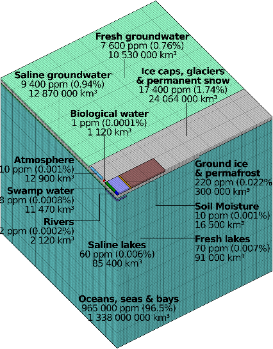 Fresh groundwater
7 600 ppm (0.76%)
10 530 000 km³
Saline groundwater
9 400 ppm (0.94%)
12 870 000 km³
Ice caps, glaciers
& permanent snow
17 400 ppm (1.74%)
24 064 000 km³
Biological water
1 ppm (0.0001%)
1 120 km³
Atmosphere
10 ppm (0.001%)
12 900 km³
Swamp water
8 ppm (0.0008%)
11 470 km³
Rivers
2 ppm (0.0002%)
2 120 km³
Ground ice
& permafrost
220 ppm (0.022%
300 000 km³
Soil Moisture
10 ppm (0.001%)
16 500 km³
Saline lakes
60 ppm (0.006%)
85 400 km³
Fresh lakes
70 ppm (0.007%)
91 000 km³
Oceans, seas & bays
965 000 ppm (96.5%)
1 338 000 000 km³